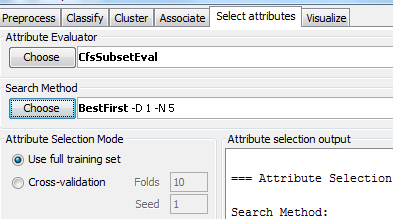 Preprocess Classify Cluster Associate Select attributes Visualize
Attribute Evaluator
Choose CfsSubsetEval
Search Method
Choose BestFirst -D 1 -N 5
Attribute Selection Mode
Use full training set
Cross-validation Folds 10
Seed 1
Attribute selection output
=== Attribute Selection
Search Method: